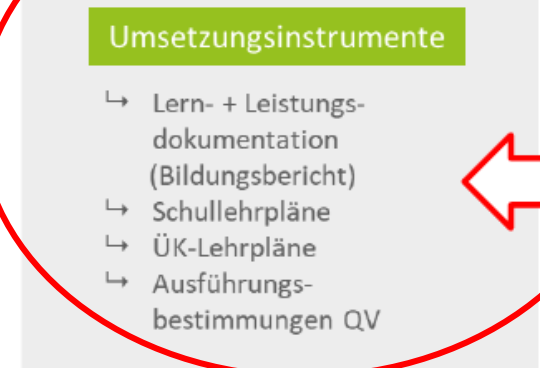 Umsetzungsinstrumente
↳ Lern- + Leistungs-
dokumentation
(Bildungsbericht)
↳ Schullehrpläne
↳ ÜK-Lehrpläne
↳ Ausführungs-
bestimmungen QV